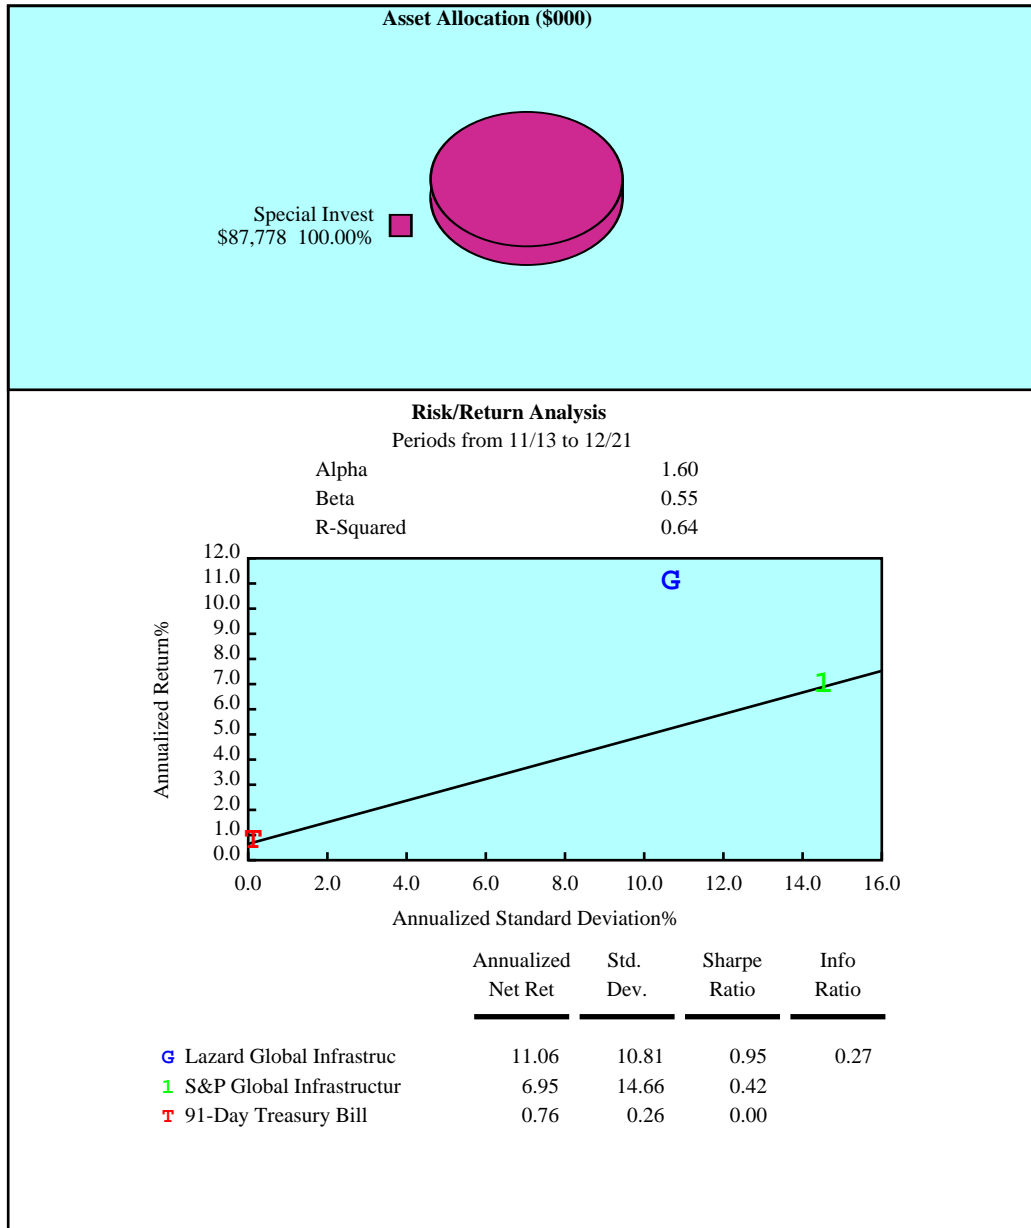 Asset Allocation ($000)
Special Invest
$87,778 100.00%
Risk/Return Analysis
Periods from 11/13 to 12/21
Alpha 1.60
Beta 0.55
R-Squared 0.64
12.0
11.0
10.0
9.0
8.0
7.0
6.0
5.0
4.0
3.0
2.0
1.0
0.0
Annualized Return%
G
1
T
0.0 2.0 4.0 6.0 8.0 10.0 12.0 14.0 16.0
Annualized Standard Deviation%
Annualized Std. Sharpe Info
Net Ret Dev. Ratio Ratio
G Lazard Global Infrastruc 11.06 10.81 0.95 0.27
1 S&P Global Infrastructur 6.95 14.66 0.42
T 91-Day Treasury Bill 0.76 0.26 0.00